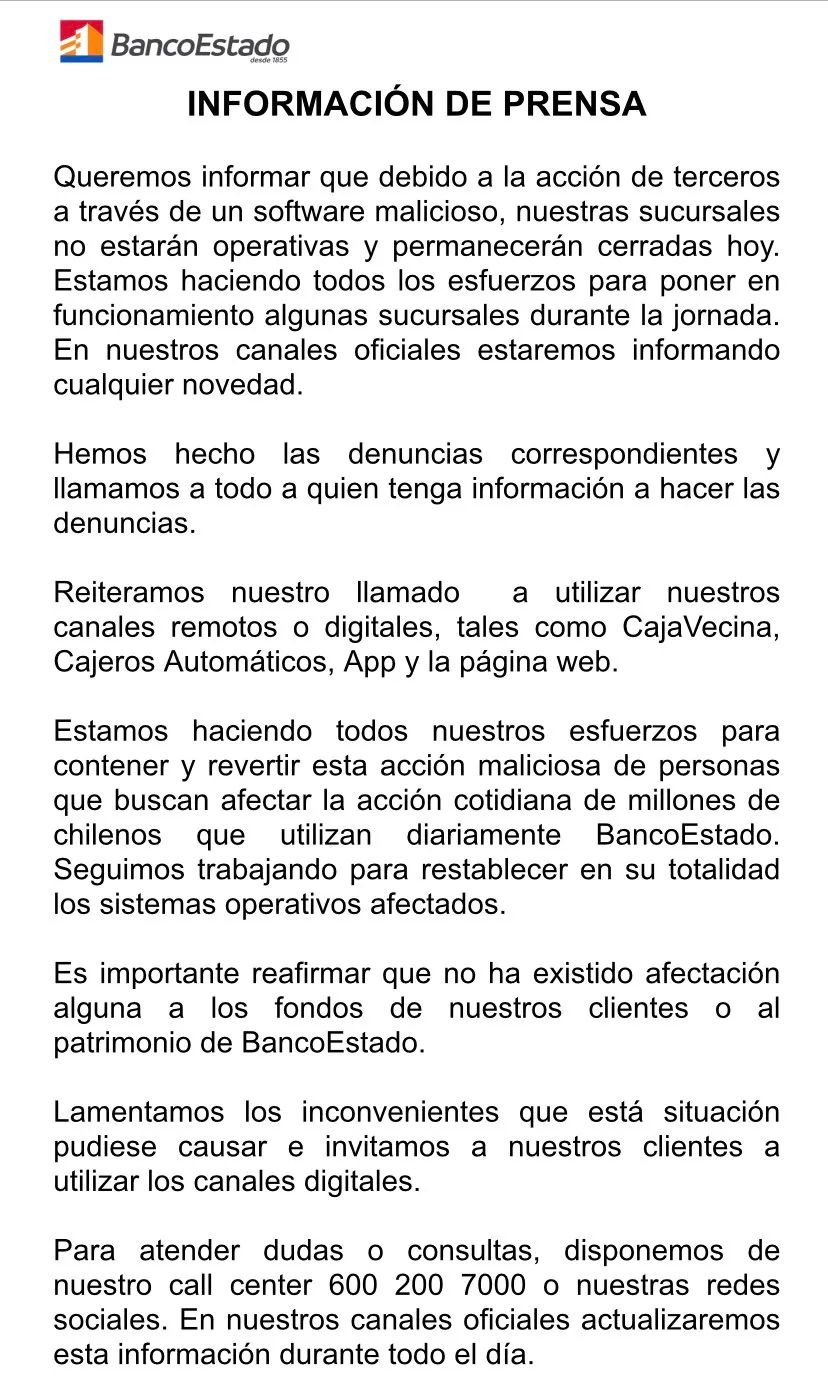 BancoEstado
desde 1855
INFORMACIÓN DE PRENSA
Queremos informar que debido a la acción de terceros
a través de un software malicioso, nuestras sucursales
no estarán operativas y permanecerán cerradas hoy.
Estamos haciendo todos los esfuerzos para poner en
funcionamiento algunas sucursales durante la jornada.
En nuestros canales oficiales estaremos informando
cualquier novedad.
Hemos hecho las denuncias correspondientes y
llamamos a todo a quien tenga información a hacer las
denuncias.
Reiteramos nuestro llamado a utilizar nuestros
canales remotos o digitales, tales como CajaVecina,
Cajeros Automáticos, App y la página web.
Estamos haciendo todos nuestros esfuerzos para
contener y revertir esta acción maliciosa de personas
que buscan afectar la acción cotidiana de millones de
chilenos que utilizan diariamente BancoEstado.
Seguimos trabajando para restablecer en su totalidad
los sistemas operativos afectados.
Es importante reafirmar que no ha existido afectación
alguna a los fondos de nuestros clientes o al
patrimonio de BancoEstado.
Lamentamos los inconvenientes que está situación
pudiese causar e invitamos a nuestros clientes a
utilizar los canales digitales.
Para atender dudas o consultas, disponemos de
nuestro call center 600 200 7000 o nuestras redes
sociales. En nuestros canales oficiales actualizaremos
esta información durante todo el día.